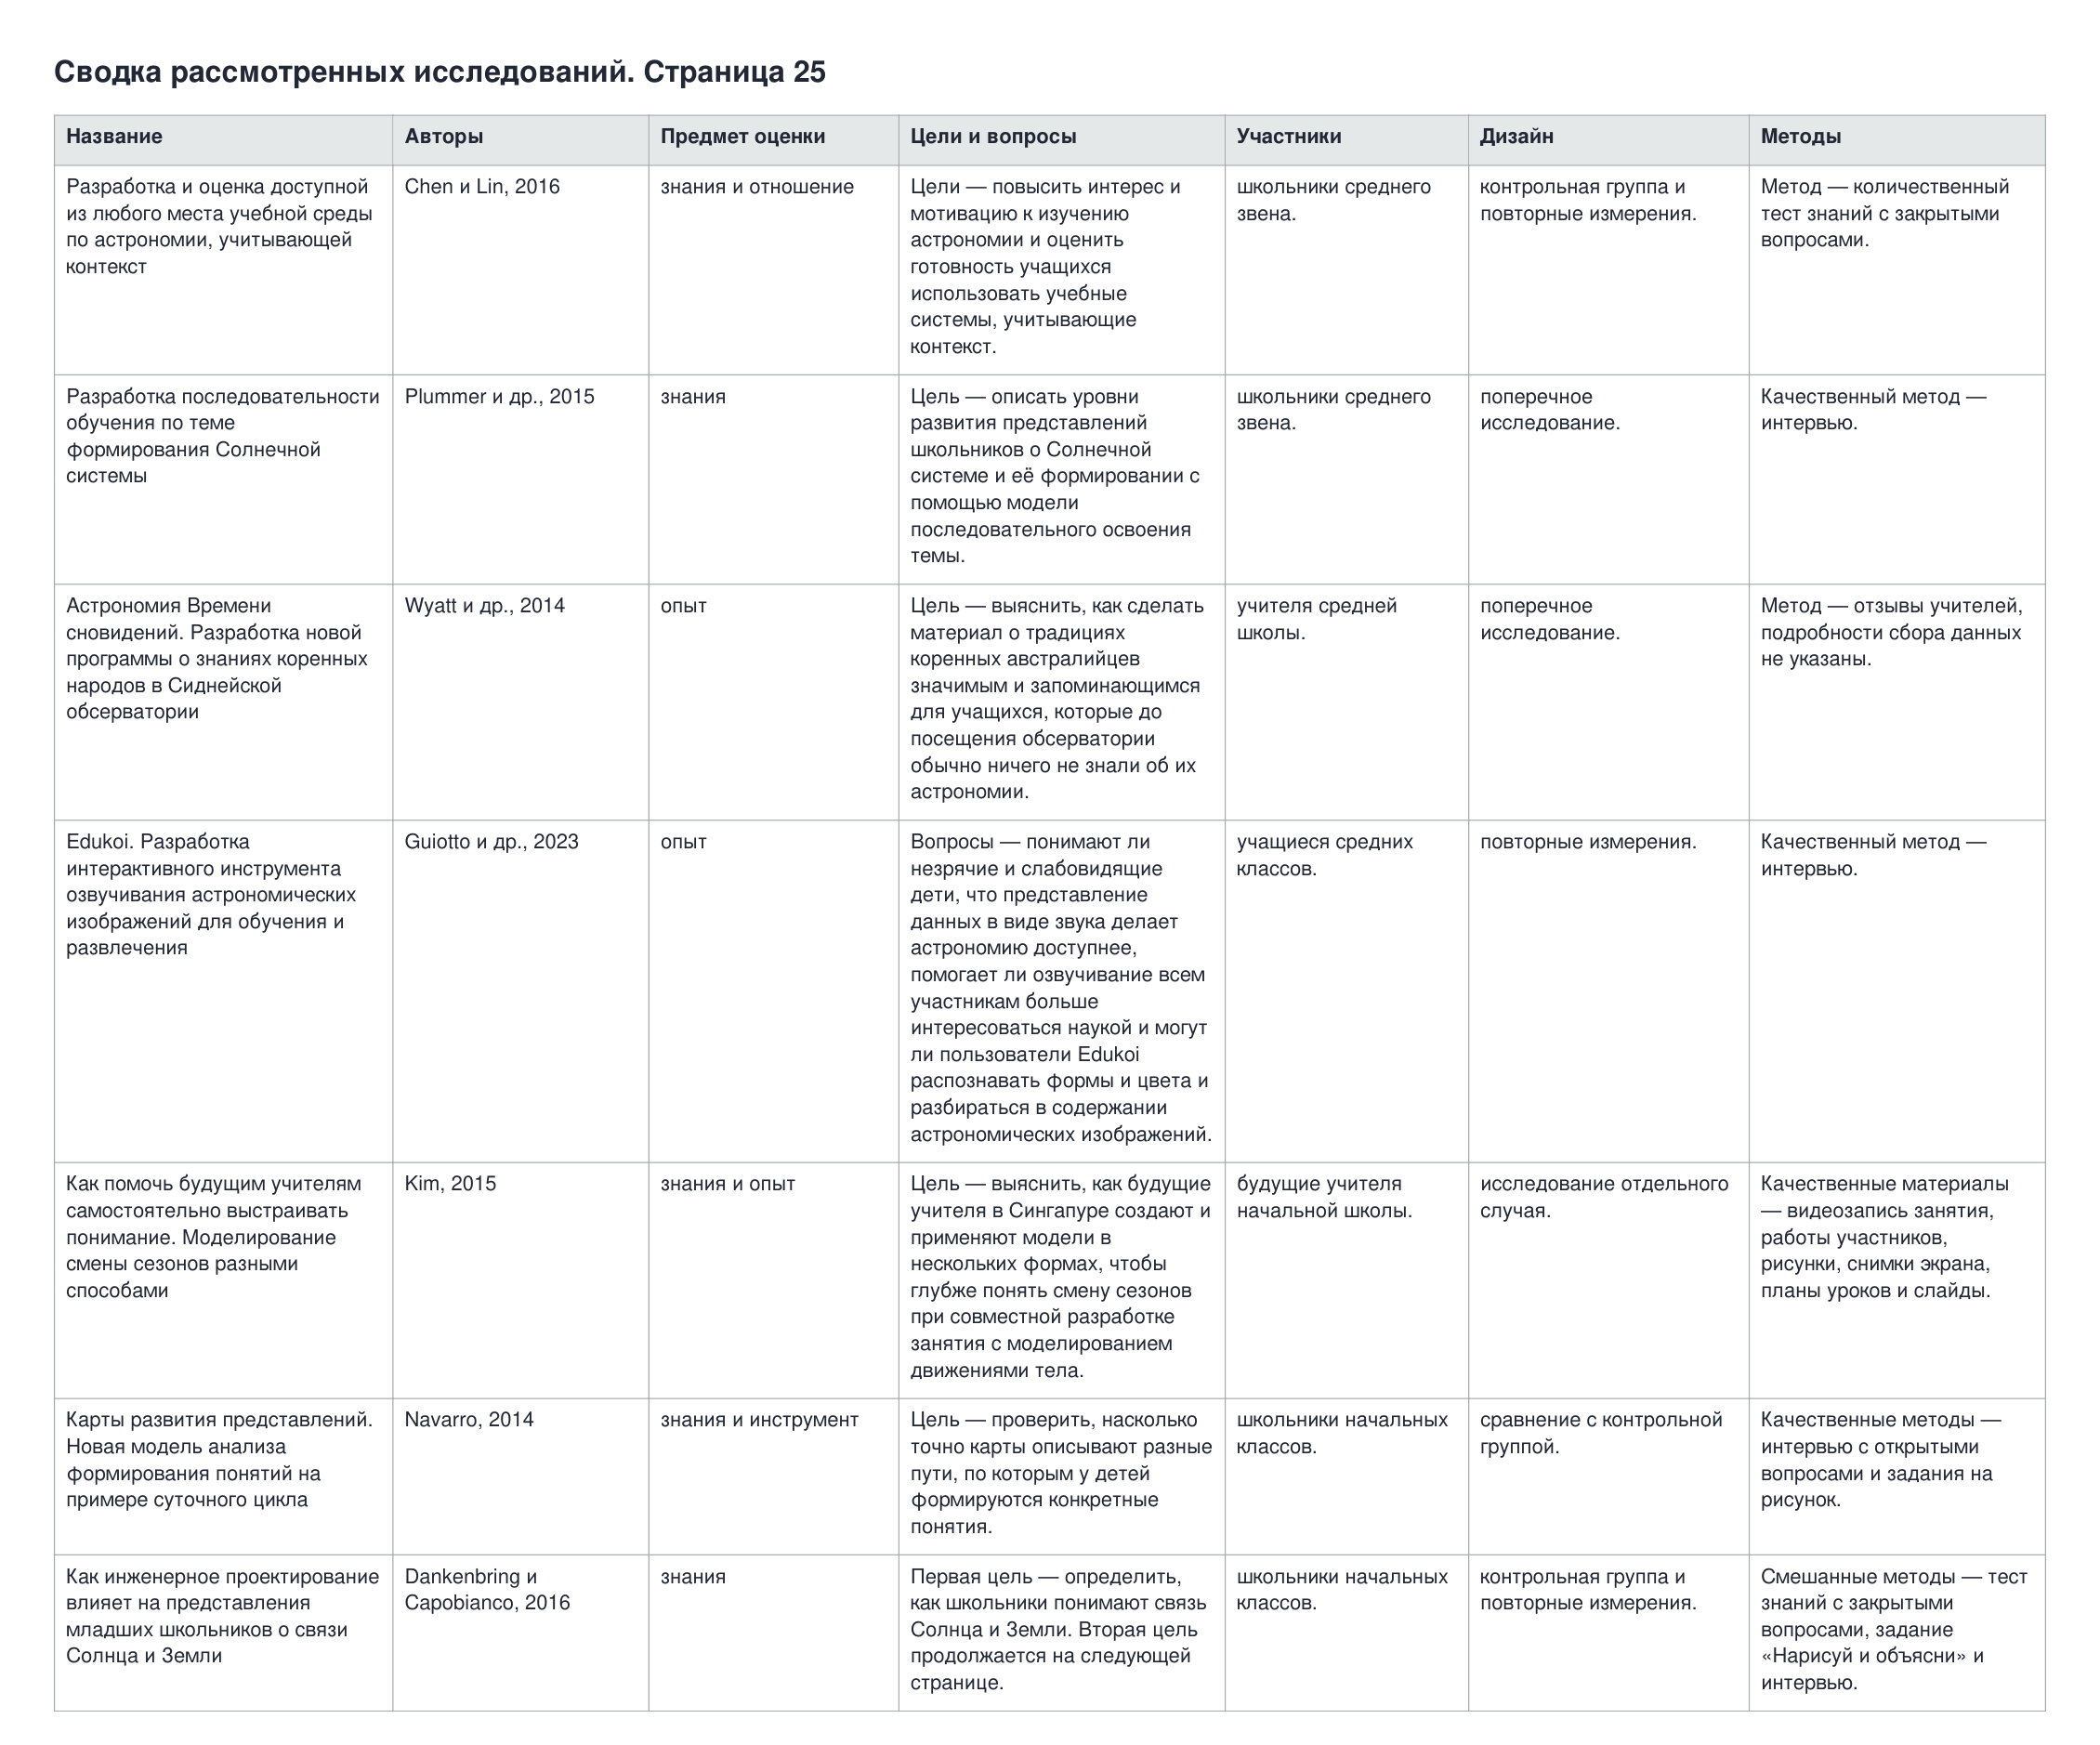 Сводка рассмотренных исследований. Страница 25
Название
Авторы
Предмет оценки
Цели и вопросы
Участники
Дизайн
Методы
Разработка и оценка доступной
из любого места учебной среды
по астрономии, учитывающей
контекст
Chen и Lin, 2016
знания и отношение
Цели — повысить интерес и
мотивацию к изучению
астрономии и оценить
готовность учащихся
использовать учебные
системы, учитывающие
контекст.
школьники среднего
звена.
контрольная группа и
повторные измерения.
Метод — количественный
тест знаний с закрытыми
вопросами.
Разработка последовательности
обучения по теме
формирования Солнечной
системы
Plummer и др., 2015
знания
Цель — описать уровни
развития представлений
школьников о Солнечной
системе и её формировании с
помощью модели
последовательного освоения
темы.
школьники среднего
звена.
поперечное
исследование.
Качественный метод —
интервью.
Астрономия Времени
сновидений. Разработка новой
программы о знаниях коренных
народов в Сиднейской
обсерватории
Wyatt и др., 2014
опыт
Цель — выяснить, как сделать
материал о традициях
коренных австралийцев
значимым и запоминающимся
для учащихся, которые до
посещения обсерватории
обычно ничего не знали об их
астрономии.
учителя средней
школы.
поперечное
исследование.
Метод — отзывы учителей,
подробности сбора данных
не указаны.
Edukoi. Разработка
интерактивного инструмента
озвучивания астрономических
изображений для обучения и
развлечения
Guiotto и др., 2023
опыт
Вопросы — понимают ли
незрячие и слабовидящие
дети, что представление
данных в виде звука делает
астрономию доступнее,
помогает ли озвучивание всем
участникам больше
интересоваться наукой и могут
ли пользователи Edukoi
распознавать формы и цвета и
разбираться в содержании
астрономических изображений.
учащиеся средних
классов.
повторные измерения.
Качественный метод —
интервью.
Как помочь будущим учителям
самостоятельно выстраивать
понимание. Моделирование
смены сезонов разными
способами
Kim, 2015
знания и опыт
Цель — выяснить, как будущие
учителя в Сингапуре создают и
применяют модели в
нескольких формах, чтобы
глубже понять смену сезонов
при совместной разработке
занятия с моделированием
движениями тела.
будущие учителя
начальной школы.
исследование отдельного
случая.
Качественные материалы
— видеозапись занятия,
работы участников,
рисунки, снимки экрана,
планы уроков и слайды.
Карты развития представлений.
Новая модель анализа
формирования понятий на
примере суточного цикла
Navarro, 2014
знания и инструмент
Цель — проверить, насколько
точно карты описывают разные
пути, по которым у детей
формируются конкретные
понятия.
школьники начальных
классов.
сравнение с контрольной
группой.
Качественные методы —
интервью с открытыми
вопросами и задания на
рисунок.
Как инженерное проектирование
влияет на представления
младших школьников о связи
Солнца и Земли
Dankenbring и
Capobianco, 2016
знания
Первая цель — определить,
как школьники понимают связь
Солнца и Земли. Вторая цель
продолжается на следующей
странице.
школьники начальных
классов.
контрольная группа и
повторные измерения.
Смешанные методы — тест
знаний с закрытыми
вопросами, задание
«Нарисуй и объясни» и
интервью.